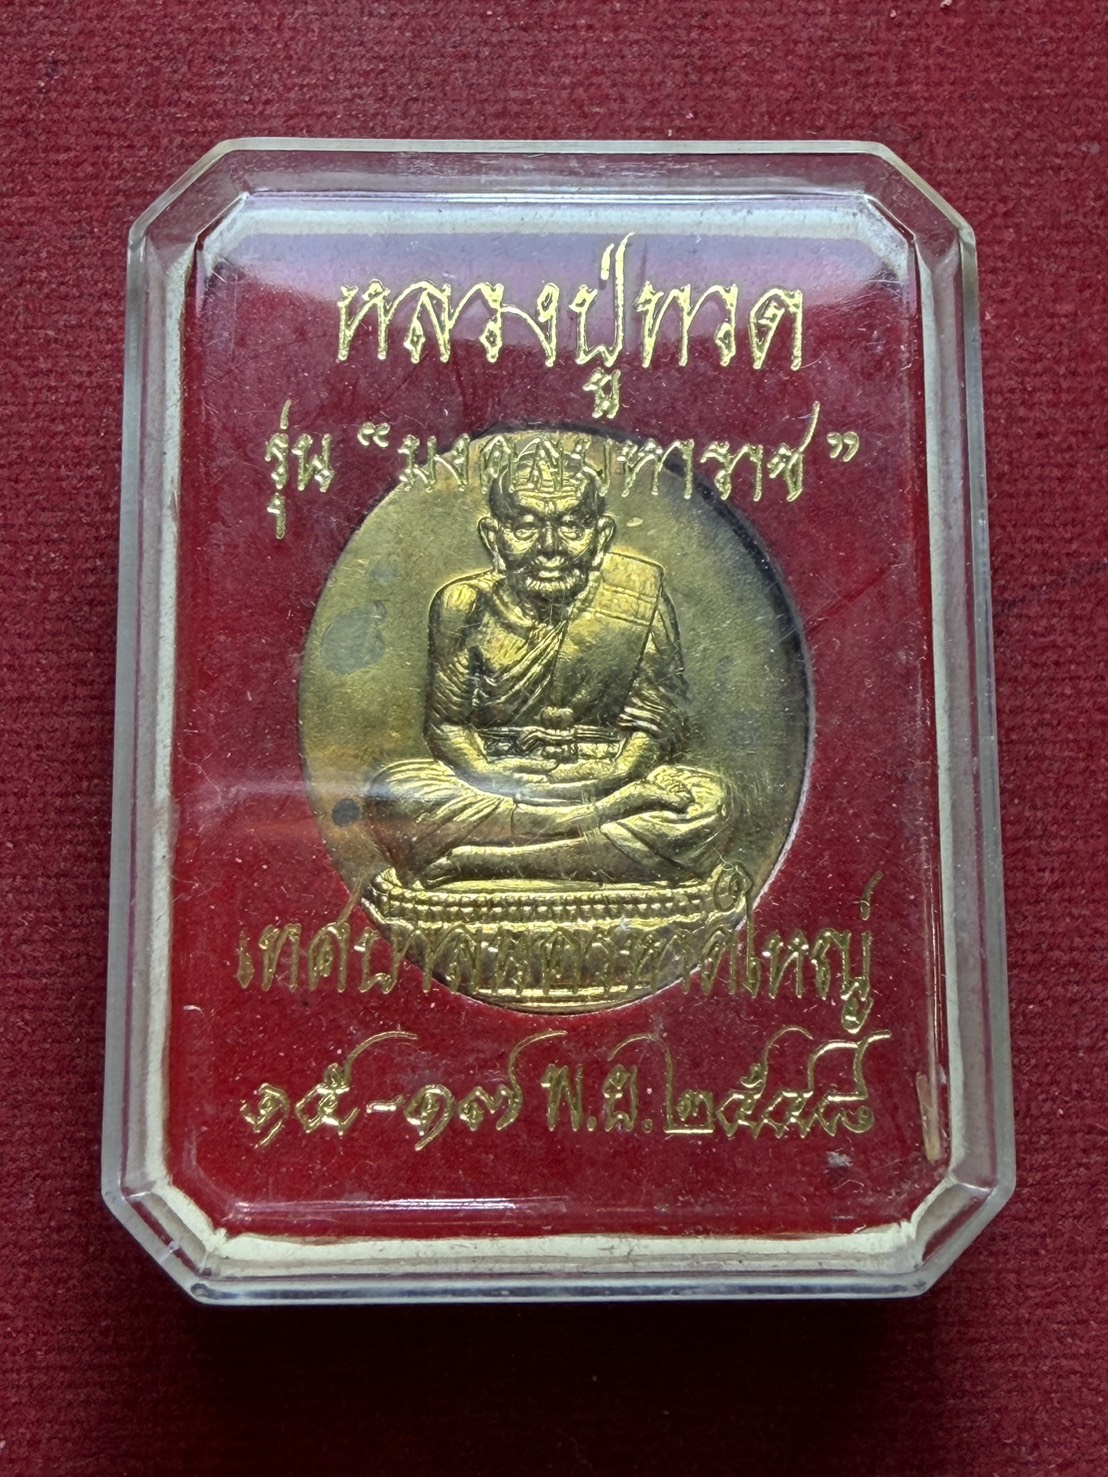 หลวงปู่ทวด
รุ่น “มงคลมหาราช”
เทศบาลนครหาดใหญ่
๑๕-๑๗ พ.ย. ๒๕๔๘